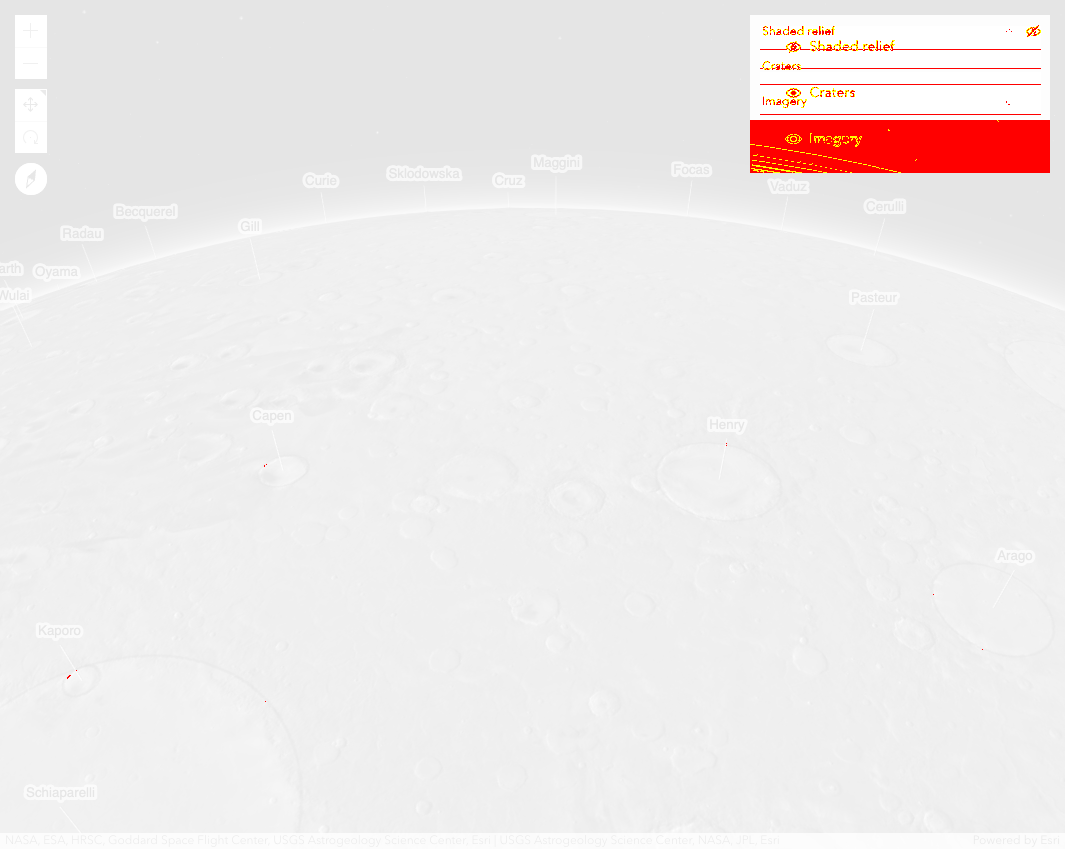 Shaded relief
Shaded relief
Craters
Craters
Imagery
Imagery
Maggini
Focas
Sklodowska
Curie
Cruz
Vaduz
Cerulli
Becquerel
Gill
Radau
arth
Oyama
Wulai
Pasteur
Capen
Henry
Arago
Kaporo
Schiaparelli
NASA, ESA, HRSC, Goddard Space Flight Center, USGS Astrogeology Science Center, Esri | USGS Astrogeology Science Center, NASA, JPL, Esri
Powered by Esri